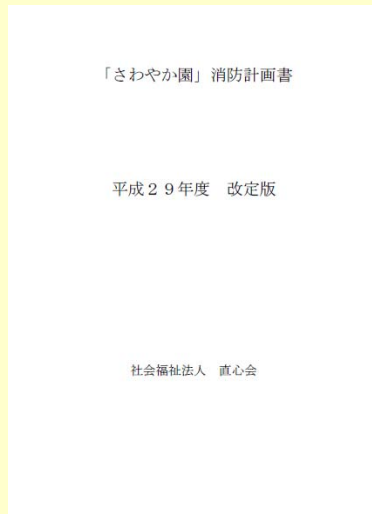 「さわやか園」消防計画書
平成２９年度　改定版
社会福祉法人　直心会